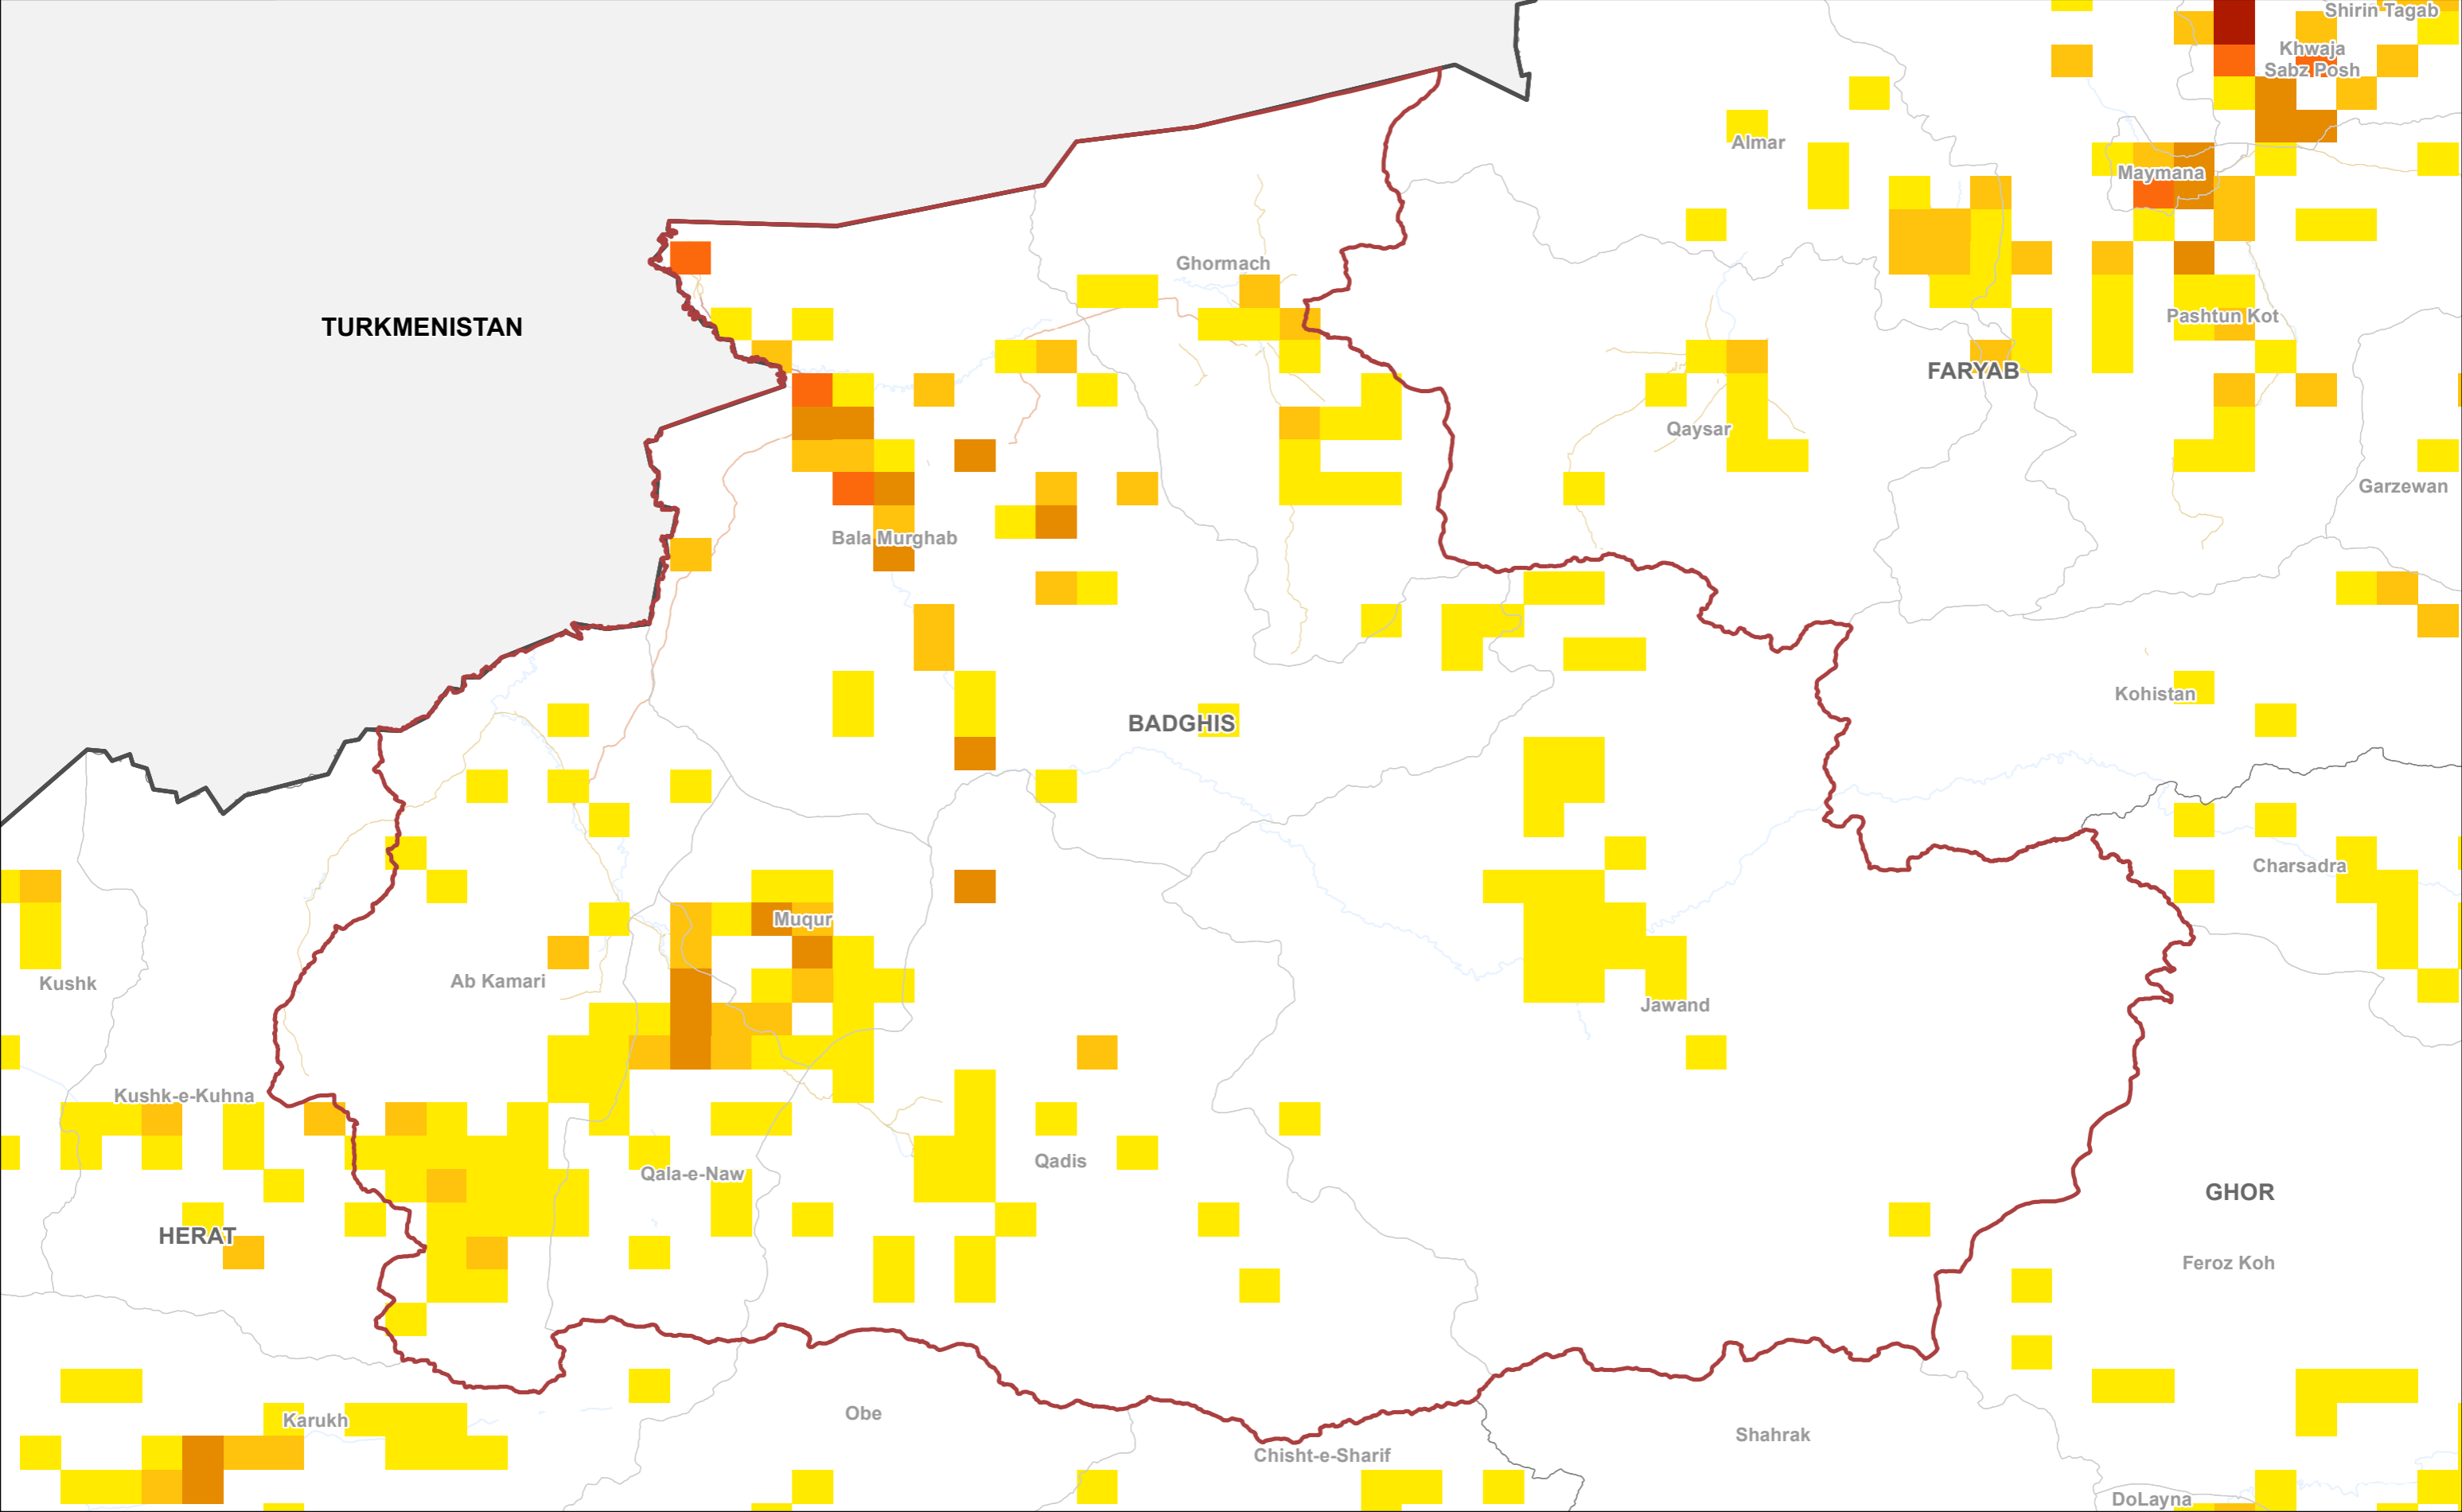 Shirin Tagab
Khwaja
Sabz Posh
Almar
Maymana
Ghormach
TURKMENISTAN
Pashtun Kot
FARYAB
Qaysar
Garzewan
Bala Murghab
Kohistan
BADGHIS
Charsadra
Muqur
Ab Kamari
Kushk
Jawand
Kushk-e-Kuhna
Qadis
Qala-e-Naw
GHOR
HERAT
Feroz Koh
Obe
Karukh
Shahrak
Chisht-e-Sharif
DoLayna